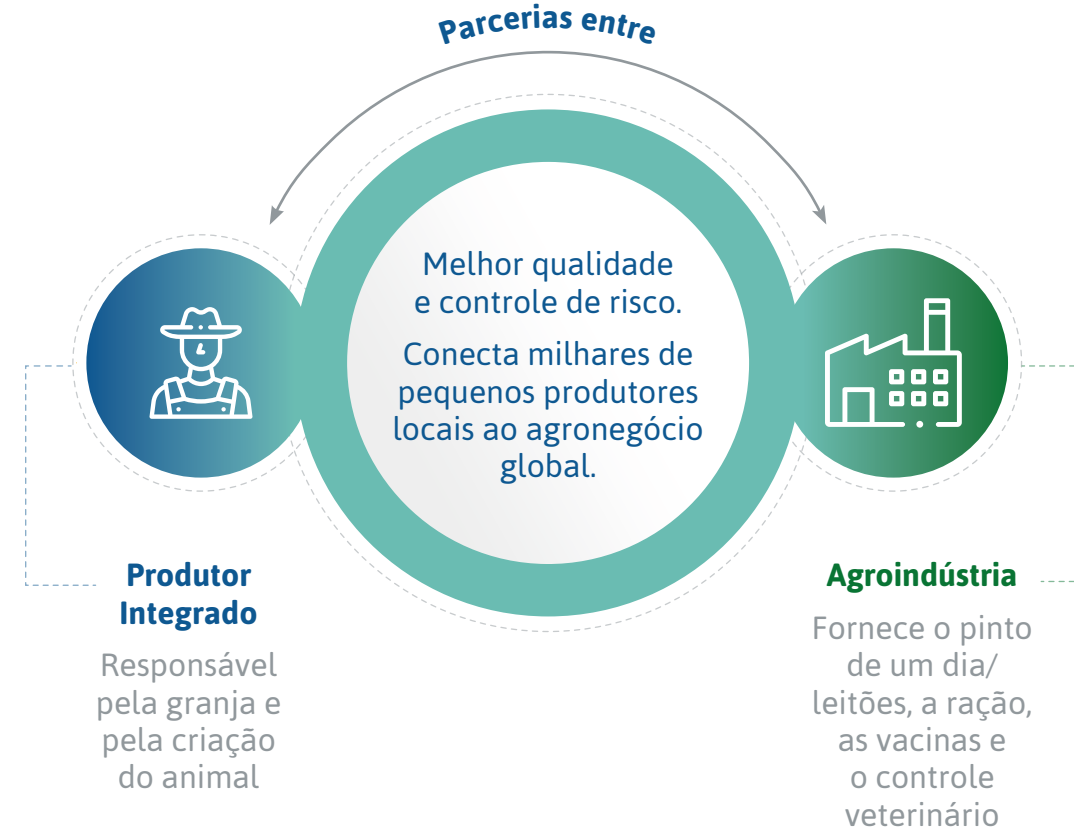 Parcerias entre
Melhor qualidade
e controle de risco.
Conecta milhares de
pequenos produtores
locais ao agronegócio
global.
Produtor
Integrado
Responsável
pela granja e
pela criação
do animal
Agroindústria
Fornece o pinto
de um dia/
leitões, a ração,
as vacinas e
o controle
veterinário